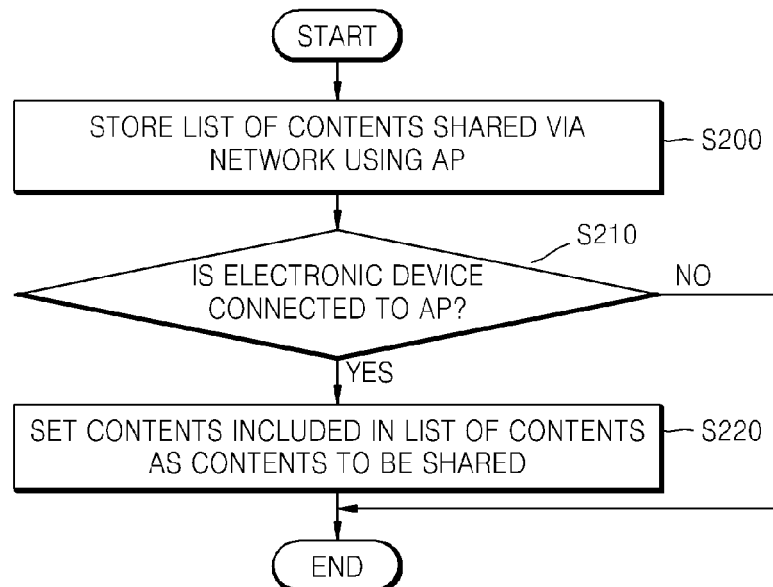 START
STORE LIST OF CONTENTS SHARED VIA
NETWORK USING AP
S200
S210
IS ELECTRONIC DEVICE
CONNECTED TO AP?
NO
YES
SET CONTENTS INCLUDED IN LIST OF CONTENTS
AS CONTENTS TO BE SHARED
S220
END